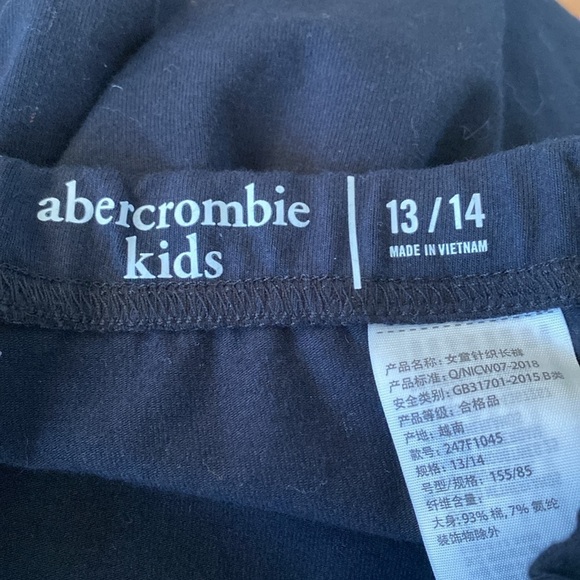 abercrombie
kids
13 / 14
MADE IN VIETNAM
产品名称: 女童针织长裤
产品标准: Q/NICW07-2018
安全类别: GB31701-2015 B类
产品等级: 合格品
产地: 越南
款号: 247F1045
规格: 13/14
号型/规格: 155/85
纤维含量:
大身: 93% 棉, 7% 氨纶
装饰物除外